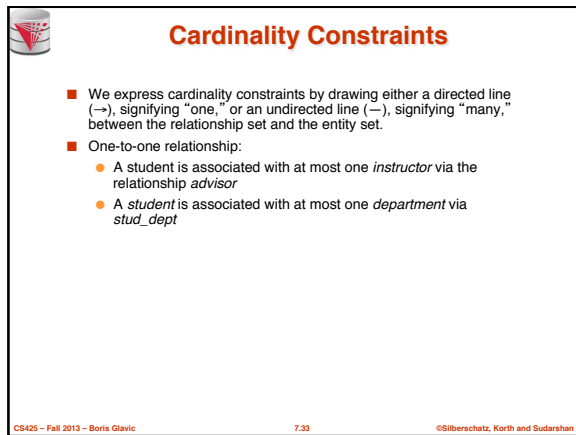 Cardinality Constraints
■ We express cardinality constraints by drawing either a directed line
(→), signifying “one,” or an undirected line (—), signifying “many,”
between the relationship set and the entity set.
■ One-to-one relationship:
● A student is associated with at most one instructor via the
relationship advisor
● A student is associated with at most one department via
stud_dept
CS425 – Fall 2013 – Boris Glavic 7.33 ©Silberschatz, Korth and Sudarshan